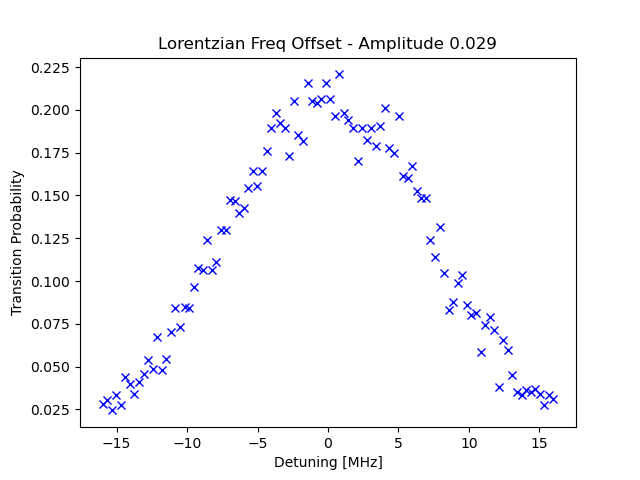 Lorentzian Freq Offset - Amplitude 0.029
0.225
0.200
0.175
0.150
0.125
0.100
0.075
0.050
0.025
Transition Probability
−15 −10 −5 0 5 10 15
Detuning [MHz]